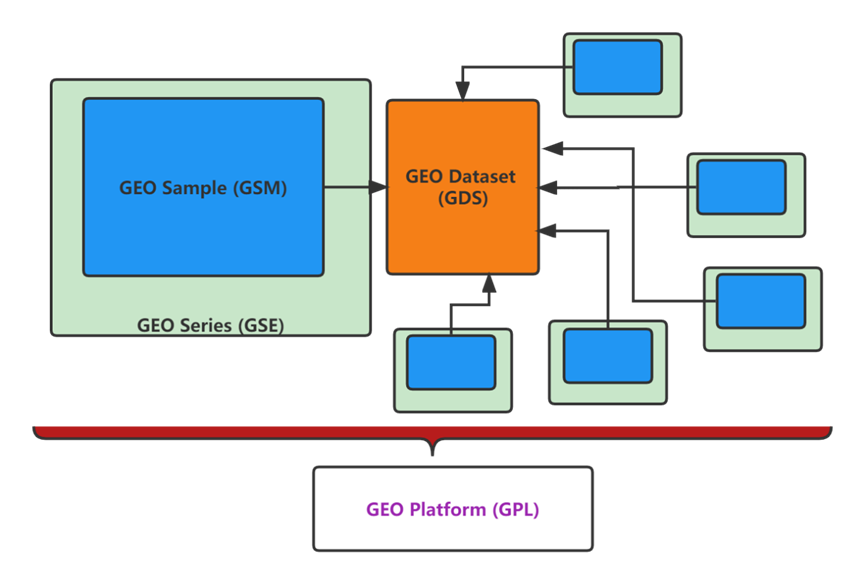 GEO Sample (GSM)
GEO Series (GSE)
GEO Dataset
(GDS)
GEO Platform (GPL)